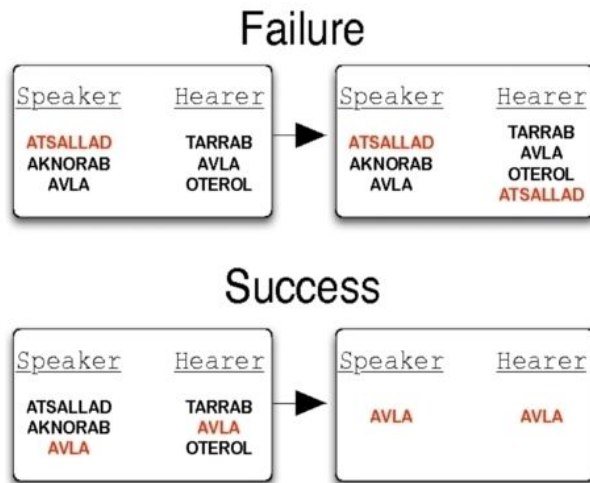 Failure
Speaker Hearer
ATSALLAD TARRAB
AKNORAB AVLA
AVLA OTEROL
Speaker Hearer
ATSALLAD TARRAB
AKNORAB AVLA
AVLA OTEROL
ATSALLAD
Success
Speaker Hearer
ATSALLAD TARRAB
AKNORAB AVLA
AVLA OTEROL
Speaker Hearer
AVLA AVLA